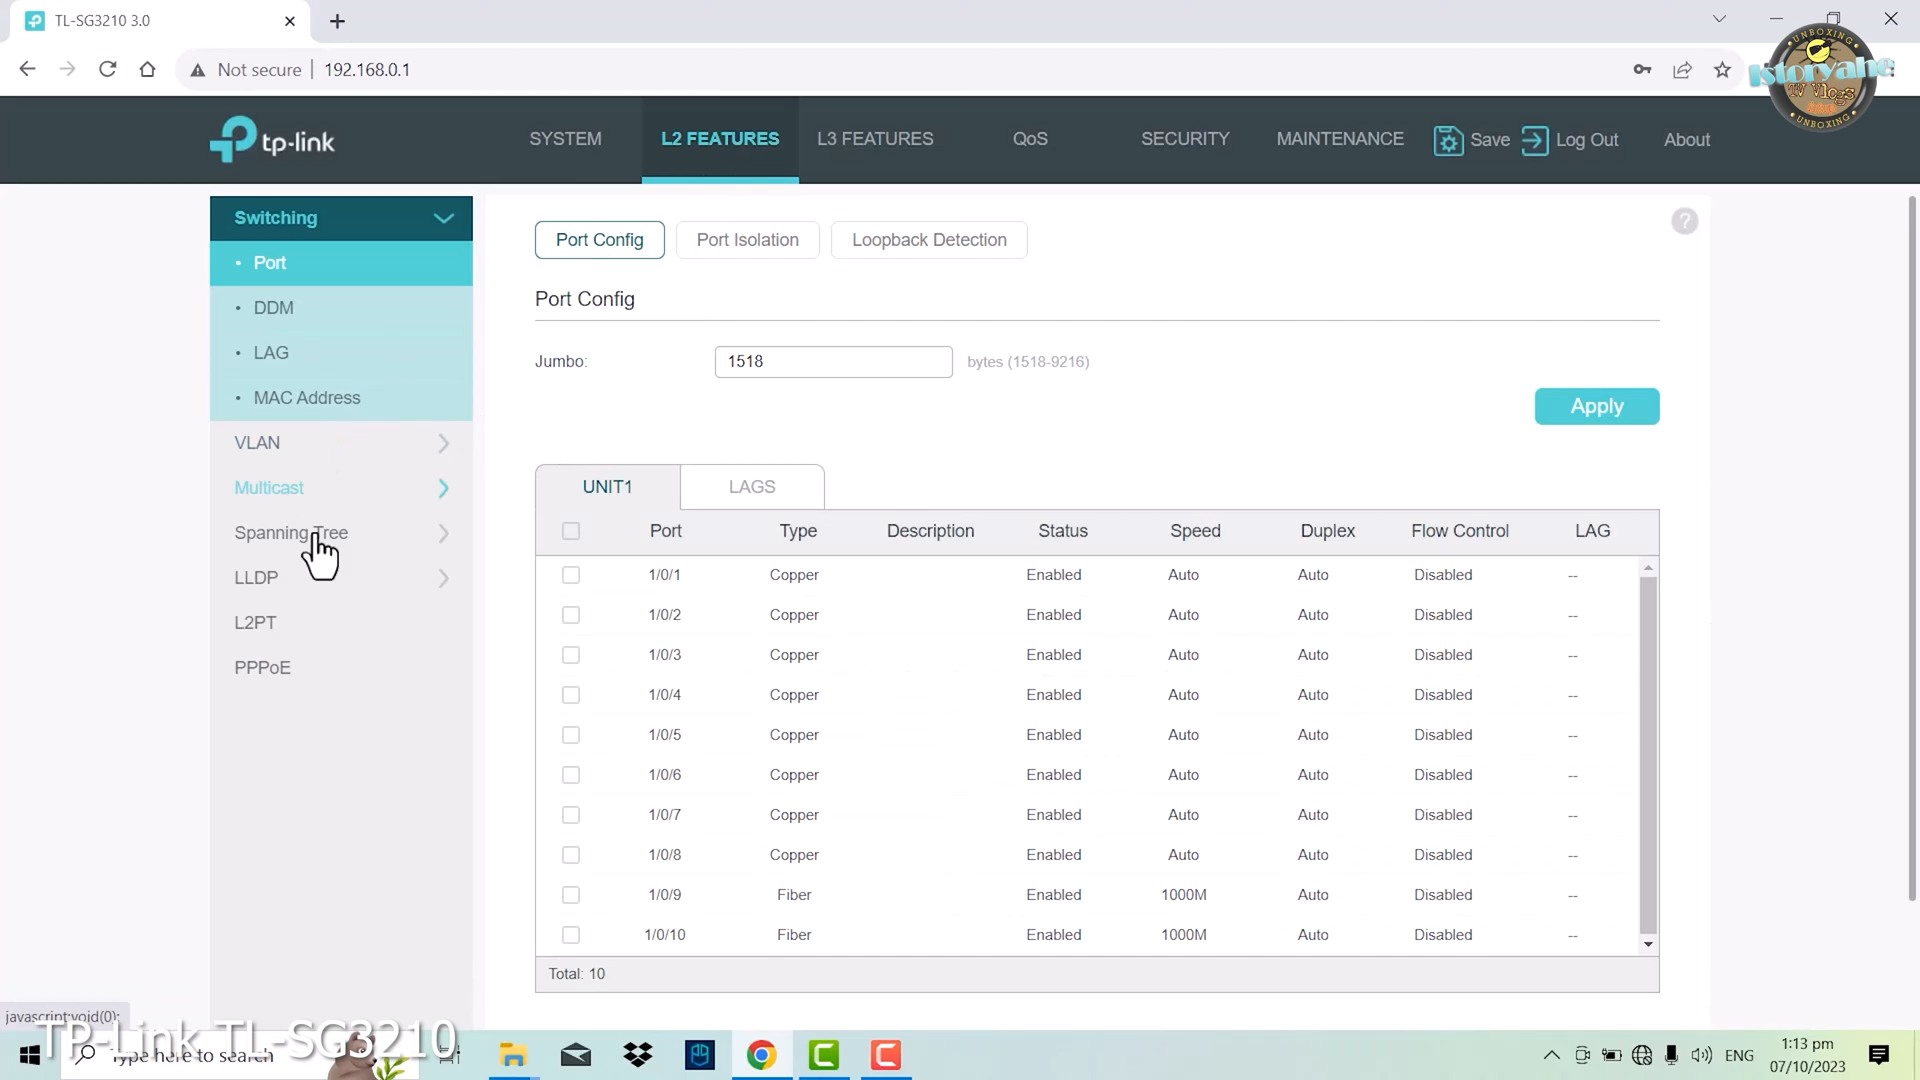 TL-SG3210 3.0
Not secure
192.168.0.1
UNBOXING
Istoryahe
TV Vlogs
UNBOXING
tp-link
SYSTEM
L2 FEATURES
L3 FEATURES
QoS
SECURITY
MAINTENANCE
Save
Log Out
About
Switching
Port
DDM
LAG
MAC Address
VLAN
Multicast
Spanning Tree
LLDP
L2PT
PPPoE
Port Config
Port Isolation
Loopback Detection
?
Port Config
Jumbo: 1518 bytes (1518-9216)
Apply
UNIT1 LAGS
Port Type Description Status Speed Duplex Flow Control LAG
1/0/1 Copper Enabled Auto Auto Disabled --
1/0/2 Copper Enabled Auto Auto Disabled --
1/0/3 Copper Enabled Auto Auto Disabled --
1/0/4 Copper Enabled Auto Auto Disabled --
1/0/5 Copper Enabled Auto Auto Disabled --
1/0/6 Copper Enabled Auto Auto Disabled --
1/0/7 Copper Enabled Auto Auto Disabled --
1/0/8 Copper Enabled Auto Auto Disabled --
1/0/9 Fiber Enabled 1000M Auto Disabled --
1/0/10 Fiber Enabled 1000M Auto Disabled --
Total: 10
javascript:void(0);
TP-Link TL-SG3210
Type here to search
ENG
1:13 pm
07/10/2023